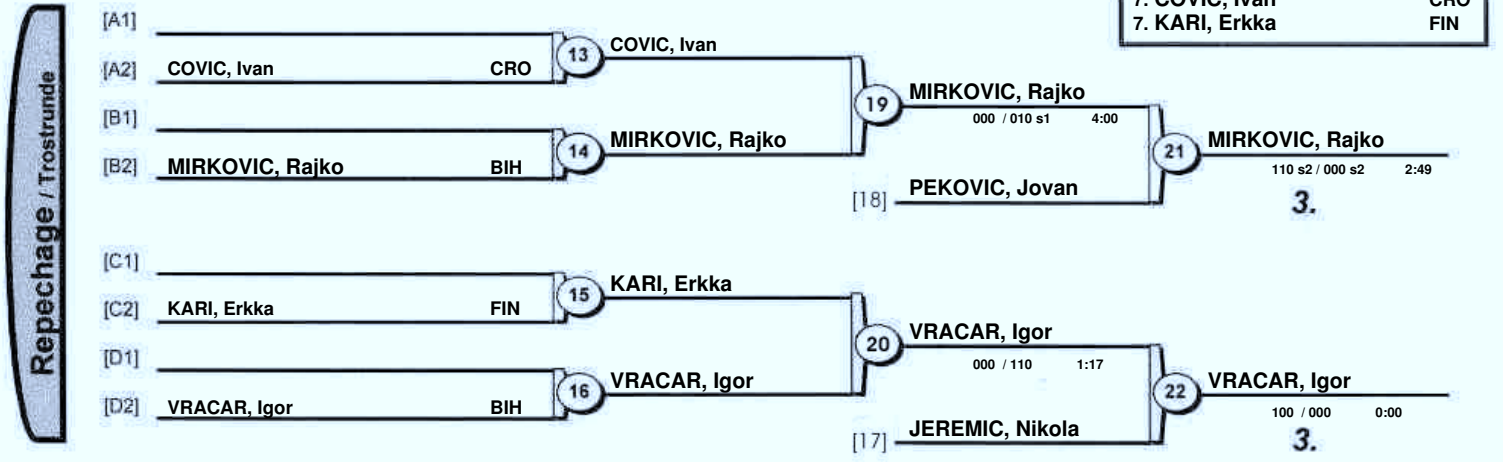 7. COVIC, Ivan CRO
7. KARI, Erkka FIN
Repechage / Trostrunde
[A1]
[A2] COVIC, Ivan CRO
13
COVIC, Ivan
[B1]
[B2] MIRKOVIC, Rajko BIH
14
MIRKOVIC, Rajko
19
MIRKOVIC, Rajko
000 / 010 s1 4:00
[18] PEKOVIC, Jovan
21
MIRKOVIC, Rajko
110 s2 / 000 s2 2:49
3.
[C1]
[C2] KARI, Erkka FIN
15
KARI, Erkka
[D1]
[D2] VRACAR, Igor BIH
16
VRACAR, Igor
20
VRACAR, Igor
000 / 110 1:17
[17] JEREMIC, Nikola
22
VRACAR, Igor
100 / 000 0:00
3.